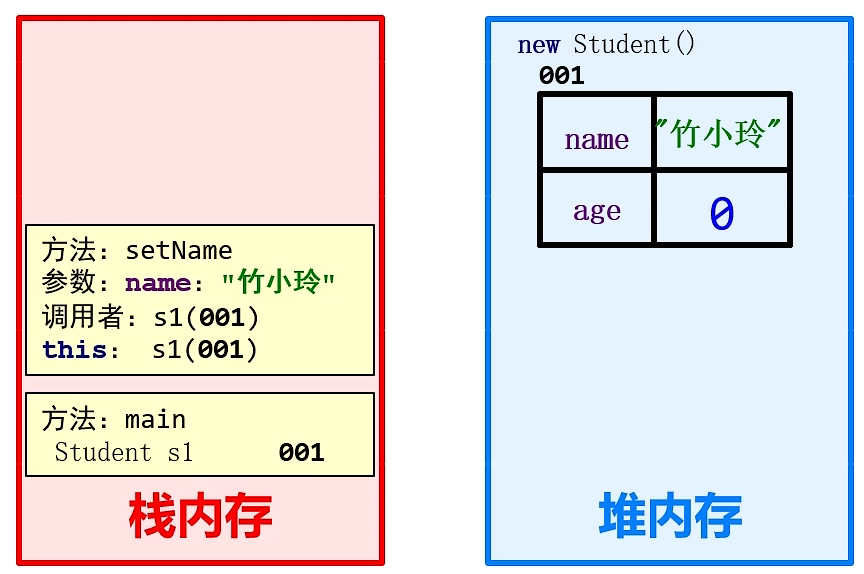 方法: setName
参数: name: "竹小玲"
调用者: s1(001)
this: s1(001)
方法: main
Student s1 001
栈内存
new Student()
001
name "竹小玲"
age 0
堆内存